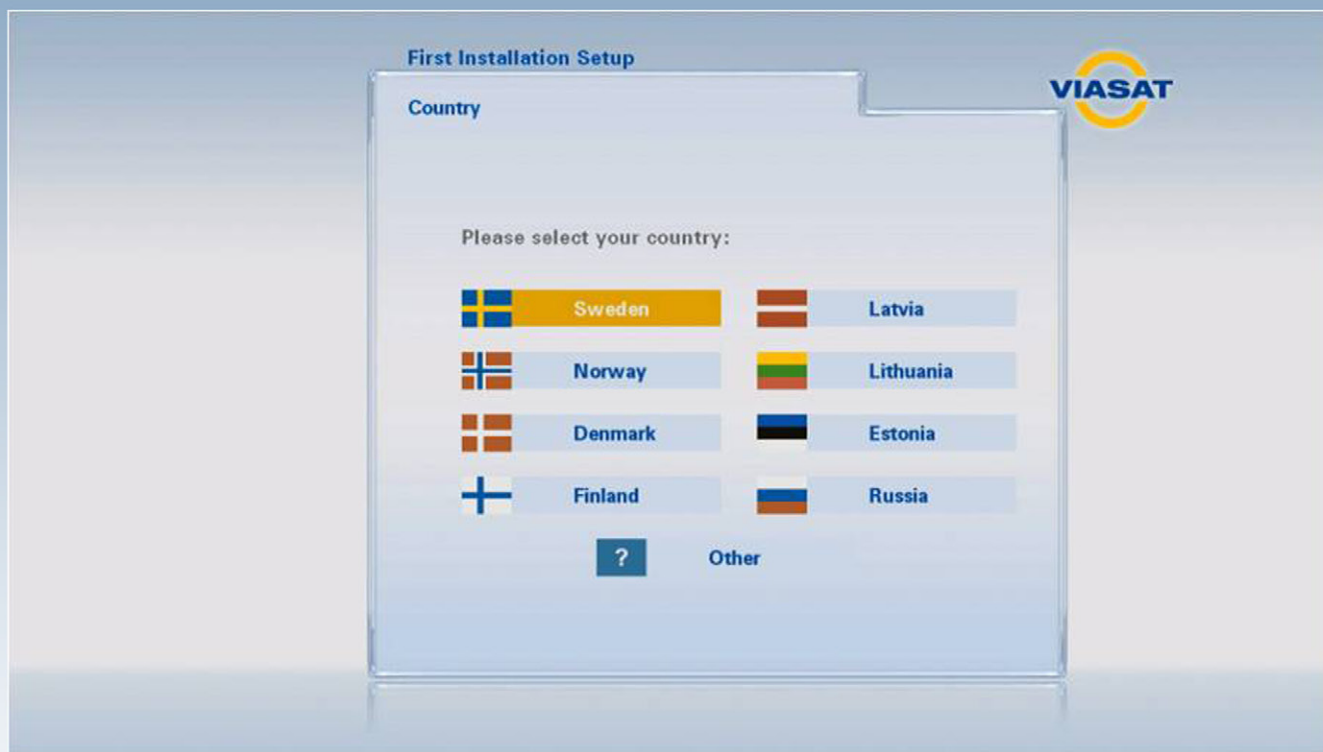 First Installation Setup
VIASAT
Country
Please select your country:
Sweden
Latvia
Norway
Lithuania
Denmark
Estonia
Finland
Russia
? Other